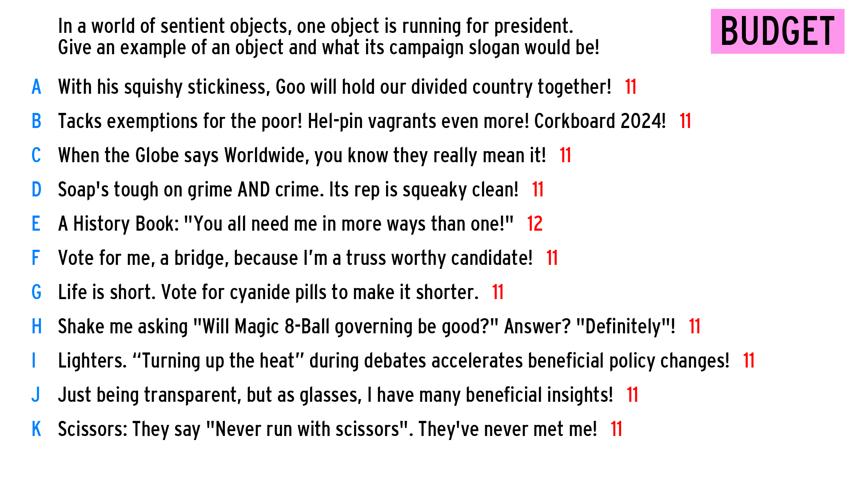 In a world of sentient objects, one object is running for president.
Give an example of an object and what its campaign slogan would be!
BUDGET
A With his squishy stickiness, Goo will hold our divided country together! 11
B Tacks exemptions for the poor! Hel-pin vagrants even more! Corkboard 2024! 11
C When the Globe says Worldwide, you know they really mean it! 11
D Soap's tough on grime AND crime. Its rep is squeaky clean! 11
E A History Book: "You all need me in more ways than one!" 12
F Vote for me, a bridge, because I’m a truss worthy candidate! 11
G Life is short. Vote for cyanide pills to make it shorter. 11
H Shake me asking "Will Magic 8-Ball governing be good?" Answer? "Definitely"! 11
I Lighters. “Turning up the heat” during debates accelerates beneficial policy changes! 11
J Just being transparent, but as glasses, I have many beneficial insights! 11
K Scissors: They say "Never run with scissors". They've never met me! 11